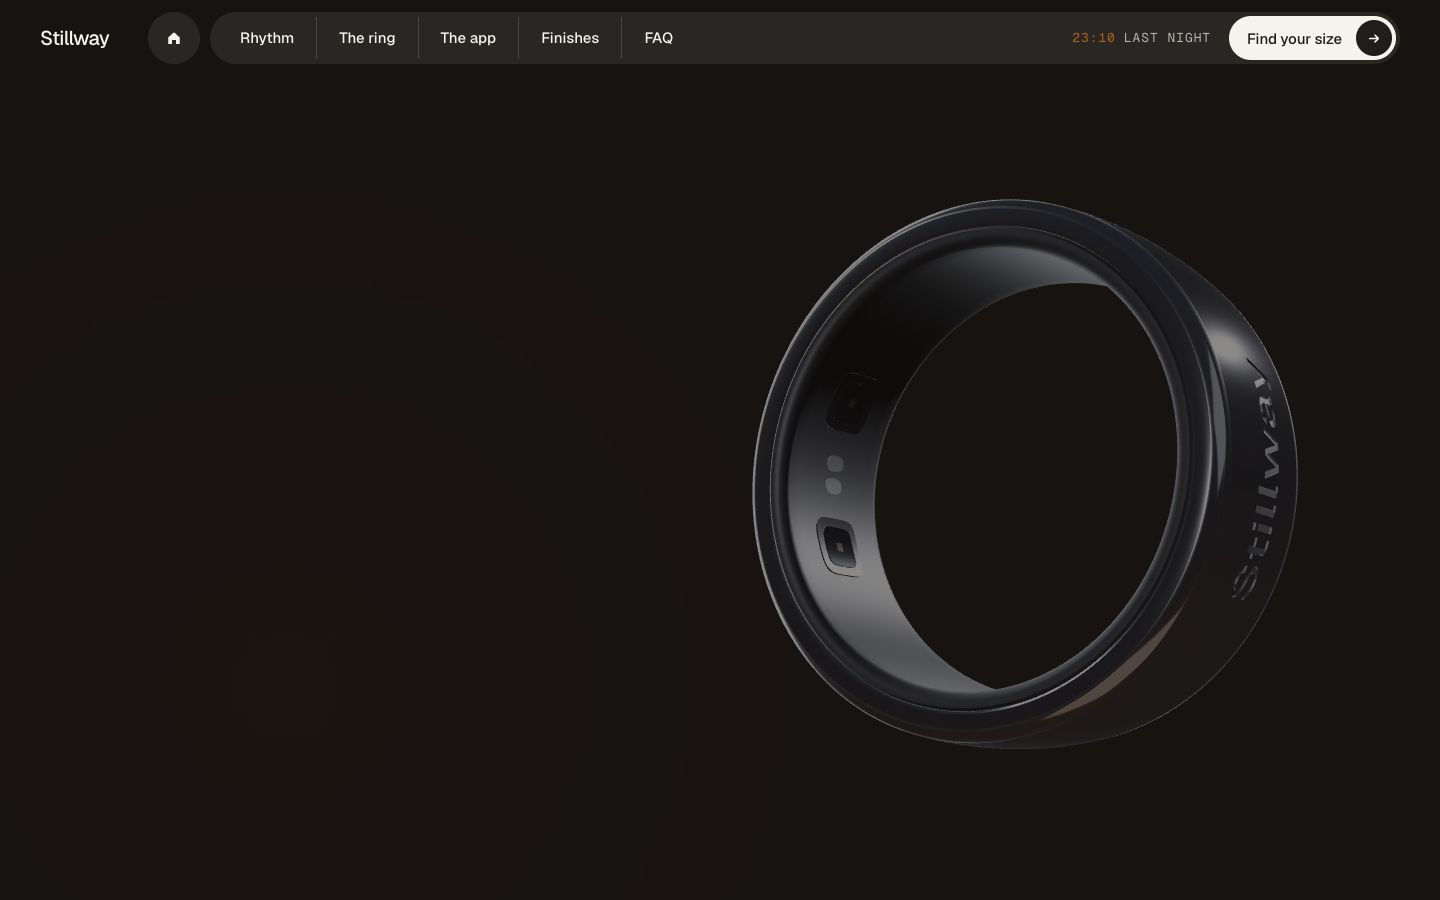 Stillway
Rhythm
The ring
The app
Finishes
FAQ
23:10 LAST NIGHT
Find your size
Stillway